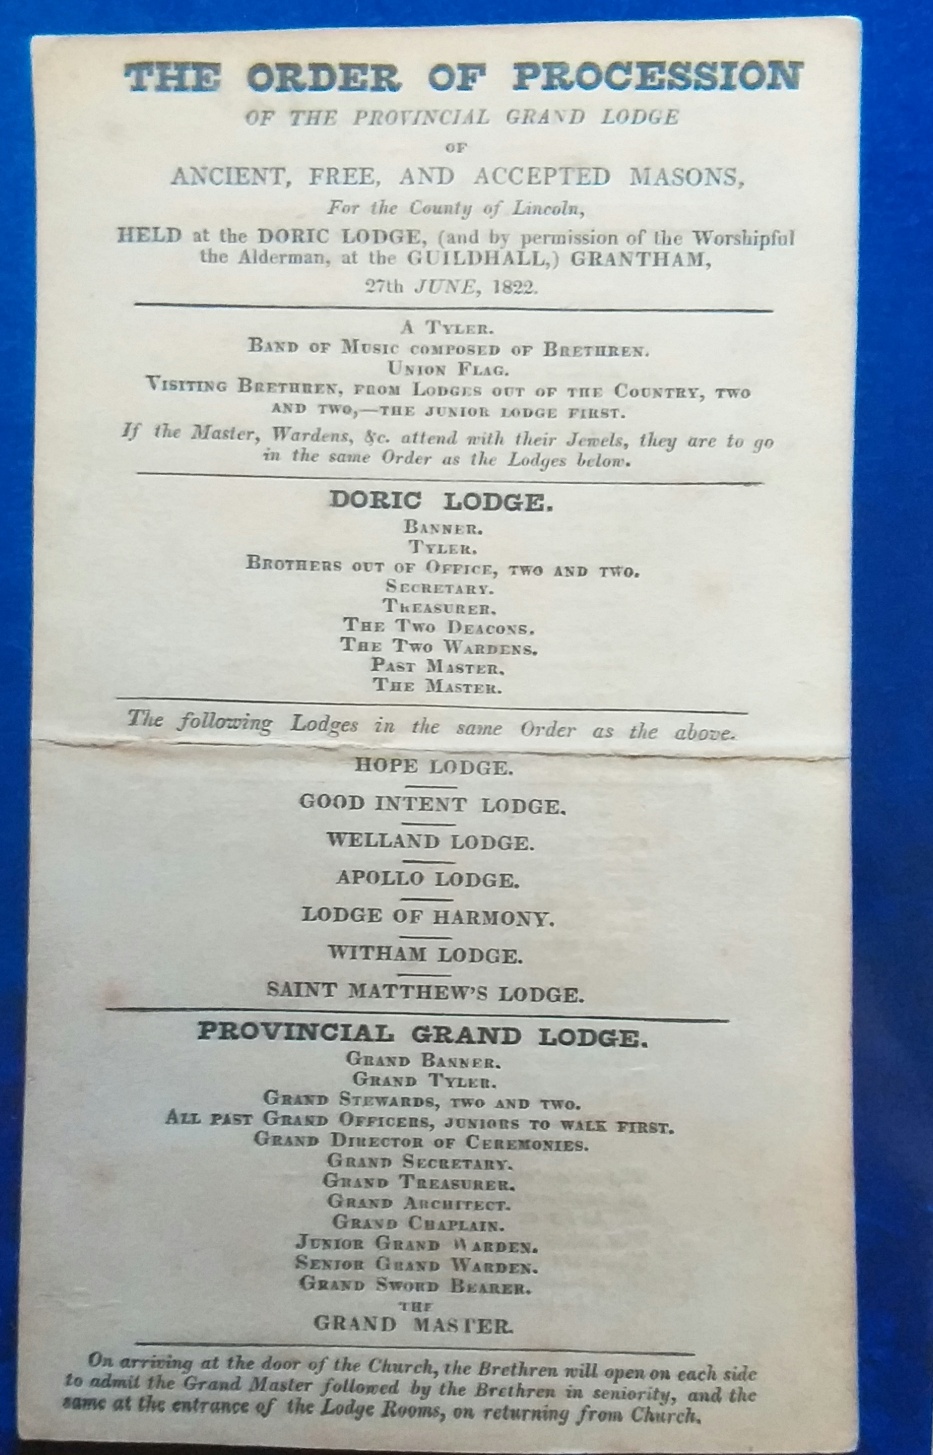 THE ORDER OF PROCESSION
OF THE PROVINCIAL GRAND LODGE
OF
ANCIENT, FREE, AND ACCEPTED MASONS,
For the County of Lincoln,
HELD at the DORIC LODGE, (and by permission of the Worshipful
the Alderman, at the GUILDHALL,) GRANTHAM,
27th JUNE, 1822.
A TYLER.
BAND OF MUSIC COMPOSED OF BRETHREN.
UNION FLAG.
VISITING BRETHREN, FROM LODGES OUT OF THE COUNTRY, TWO
AND TWO,—THE JUNIOR LODGE FIRST.
If the Master, Wardens, &c. attend with their Jewels, they are to go
in the same Order as the Lodges below.
DORIC LODGE.
BANNER.
TYLER.
BROTHERS OUT OF OFFICE, TWO AND TWO.
SECRETARY.
TREASURER.
THE TWO DEACONS.
THE TWO WARDENS.
PAST MASTER.
THE MASTER.
The following Lodges in the same Order as the above.
HOPE LODGE.
GOOD INTENT LODGE.
WELLAND LODGE.
APOLLO LODGE.
LODGE OF HARMONY.
WITHAM LODGE.
SAINT MATTHEW'S LODGE.
PROVINCIAL GRAND LODGE.
GRAND BANNER.
GRAND TYLER.
GRAND STEWARDS, TWO AND TWO.
ALL PAST GRAND OFFICERS, JUNIORS TO WALK FIRST.
GRAND DIRECTOR OF CEREMONIES.
GRAND SECRETARY.
GRAND TREASURER.
GRAND ARCHITECT.
GRAND CHAPLAIN.
JUNIOR GRAND WARDEN.
SENIOR GRAND WARDEN.
GRAND SWORD BEARER.
THE
GRAND MASTER.
On arriving at the door of the Church, the Brethren will open on each side
to admit the Grand Master followed by the Brethren in seniority, and the
same at the entrance of the Lodge Rooms, on returning from Church.